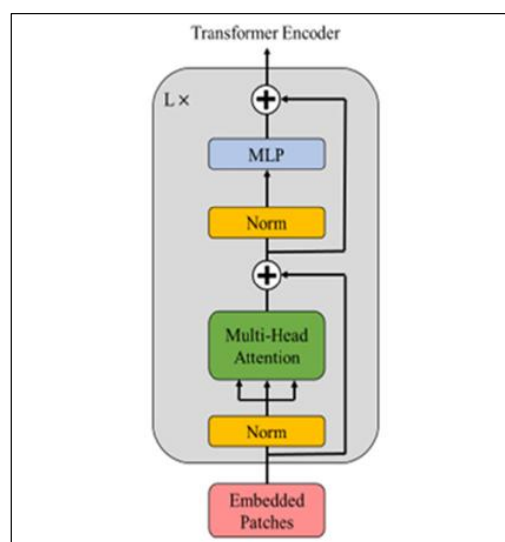 Transformer Encoder
L ×
MLP
Norm
Multi-Head
Attention
Norm
Embedded
Patches